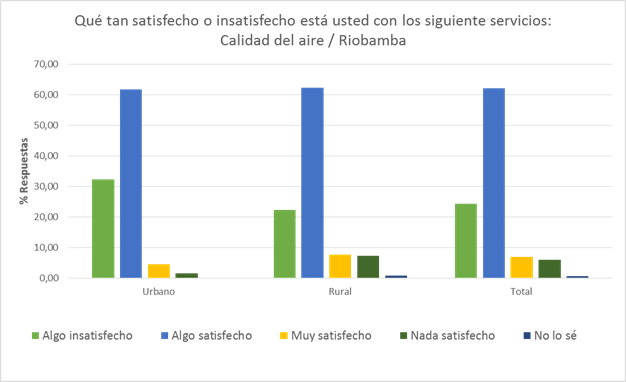 Qué tan satisfecho o insatisfecho está usted con los siguiente servicios:
Calidad del aire / Riobamba
% Respuestas
70,00
60,00
50,00
40,00
30,00
20,00
10,00
0,00
Urbano
Rural
Total
Algo insatisfecho
Algo satisfecho
Muy satisfecho
Nada satisfecho
No lo sé